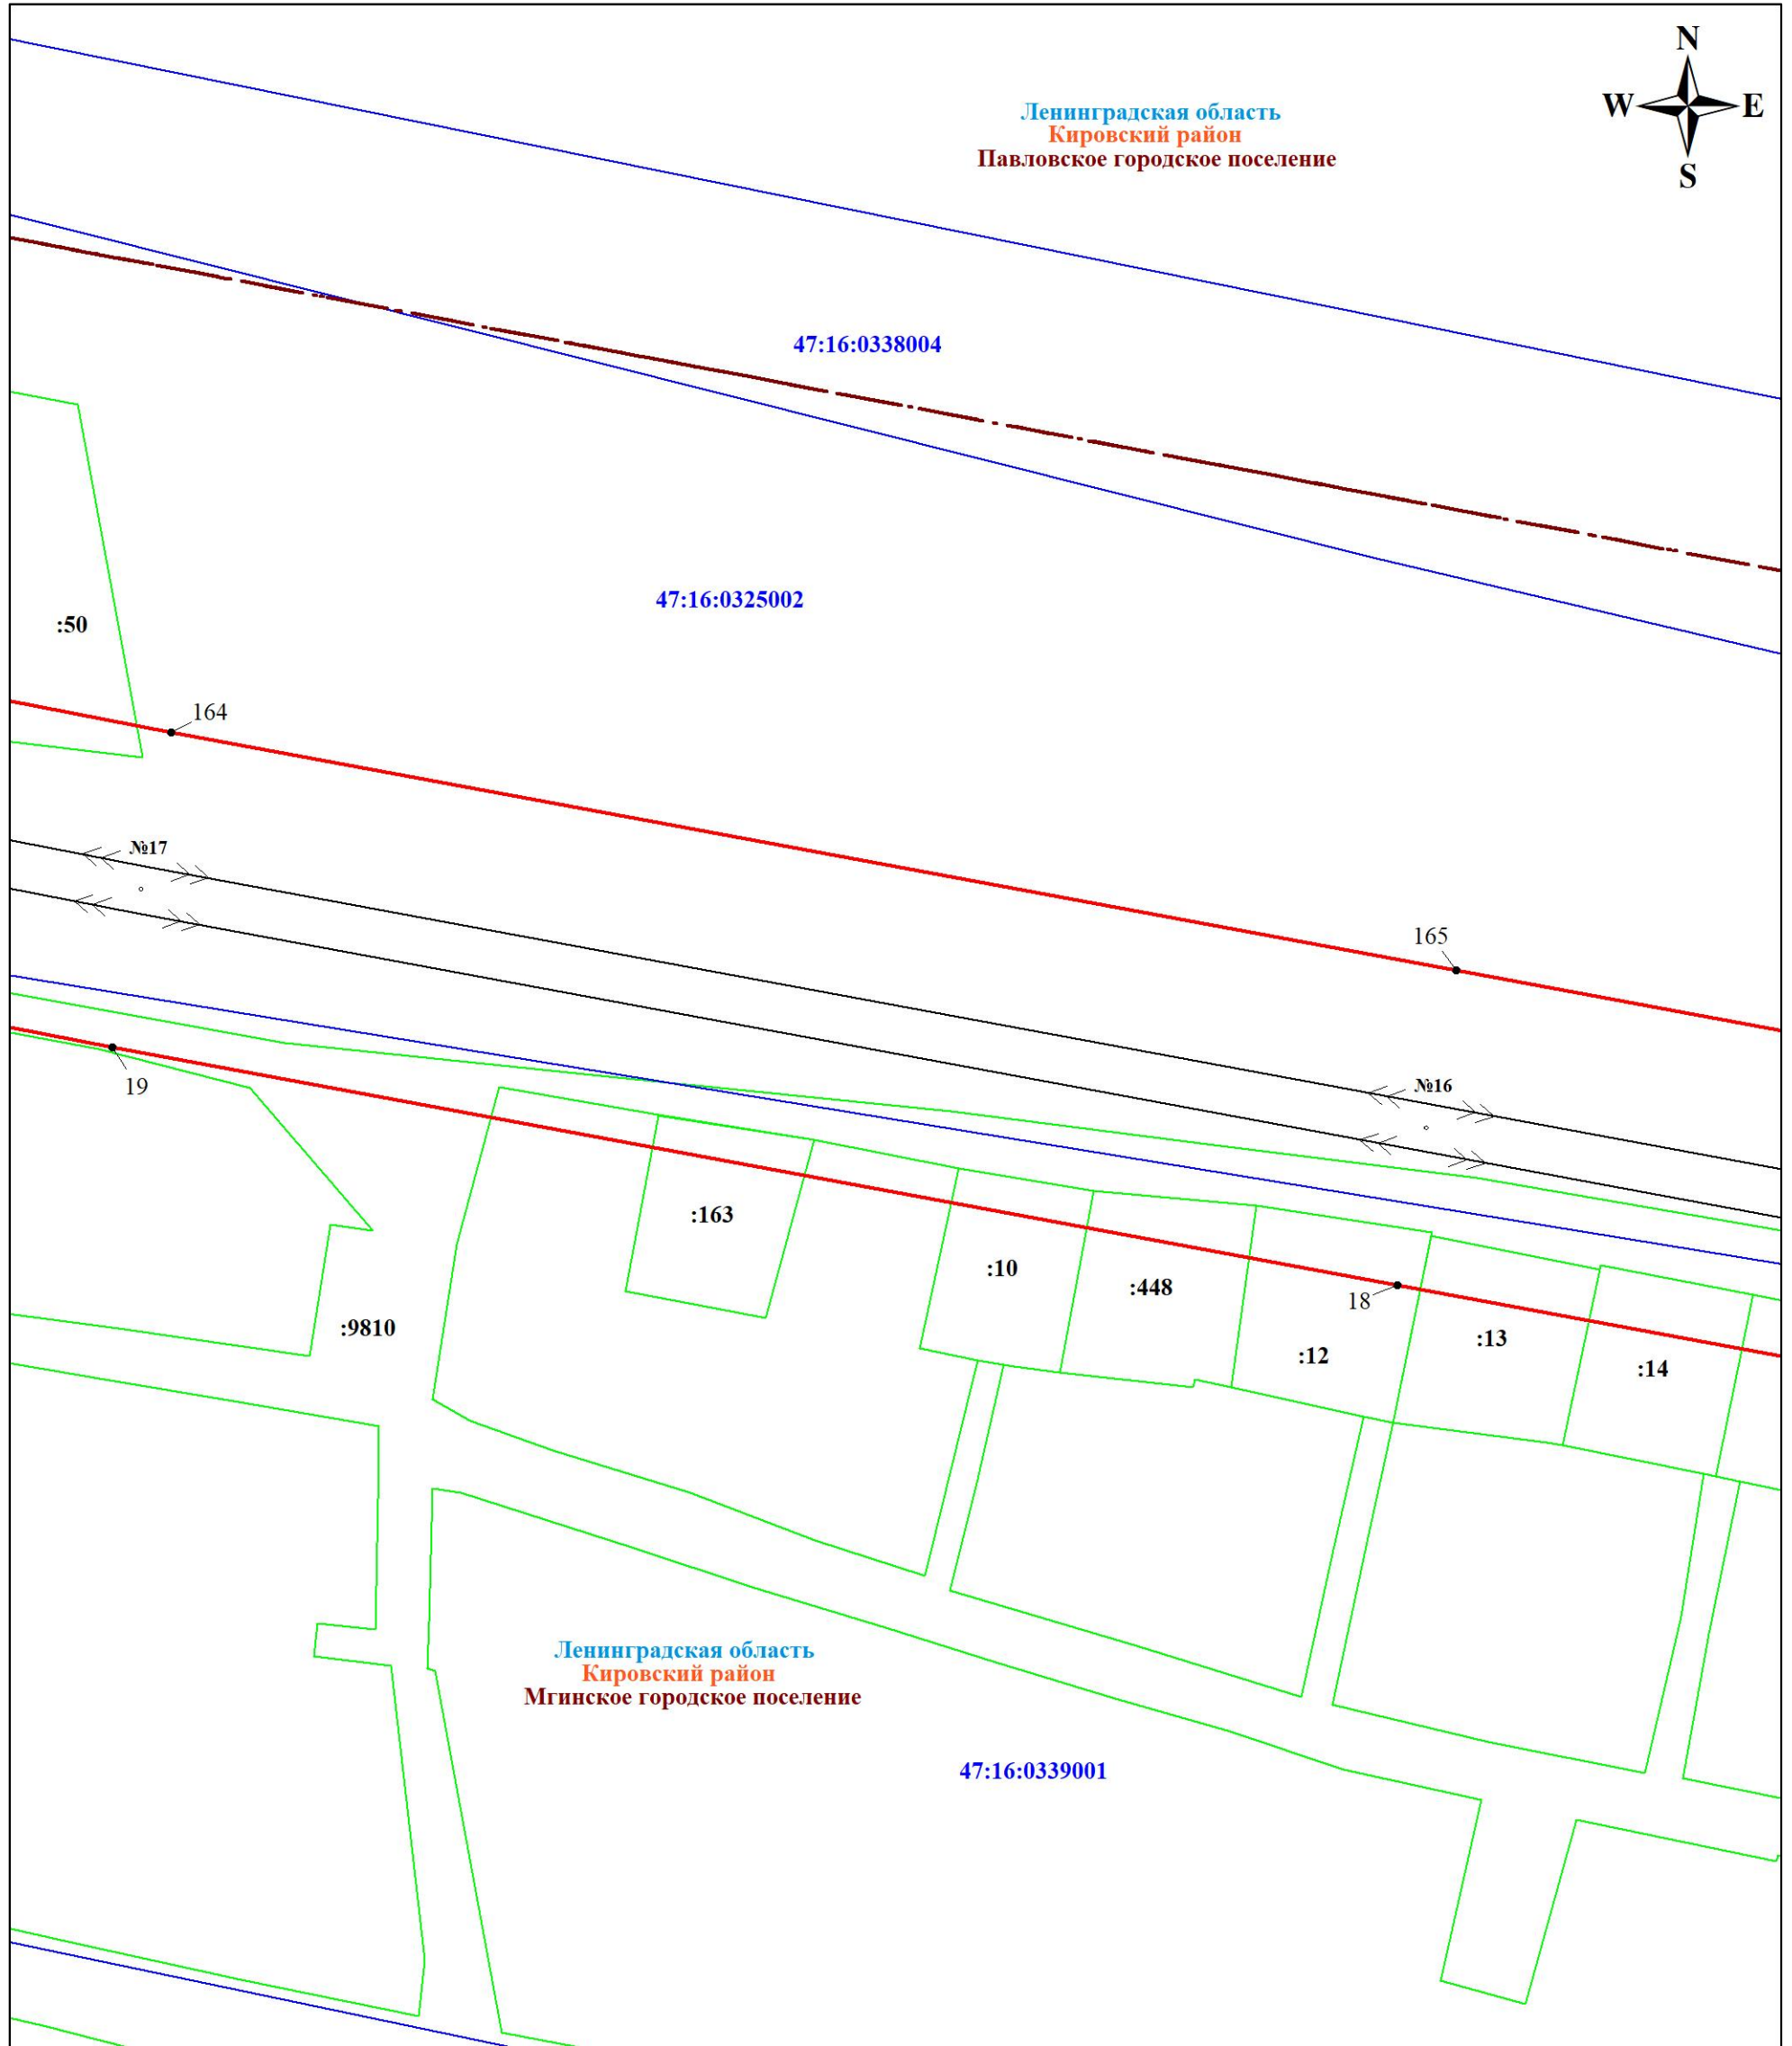 N
W E
S
Ленинградская область
Кировский район
Павловское городское поселение
47:16:0338004
47:16:0325002
:50
164
№17
165
19
№16
:163
:10
:448
18
:9810
:12
:13
:14
Ленинградская область
Кировский район
Мгинское городское поселение
47:16:0339001